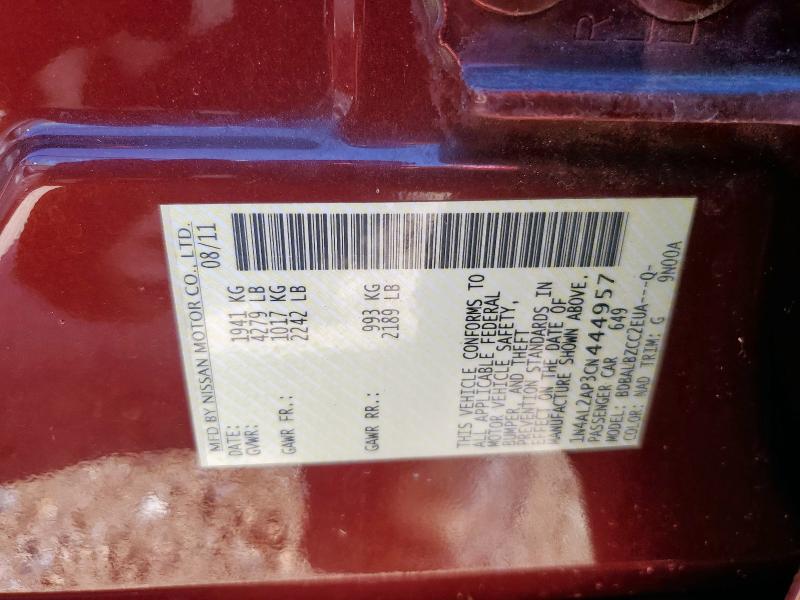 MFD BY NISSAN MOTOR CO., LTD.
DATE: 08/11
GVWR: 1941 KG
4279 LB
GAWR FR.: 1017 KG
2242 LB
GAWR RR.: 993 KG
2189 LB
THIS VEHICLE CONFORMS TO
ALL APPLICABLE FEDERAL
MOTOR VEHICLE SAFETY,
BUMPER, AND THEFT
PREVENTION STANDARDS IN
EFFECT ON THE DATE OF
MANUFACTURE SHOWN ABOVE.
1N4AL2AP3CN444957
PASSENGER CAR 649
MODEL: BDBALBZCC2EUA---Q-
COLOR: NAD TRIM: G 9N00A